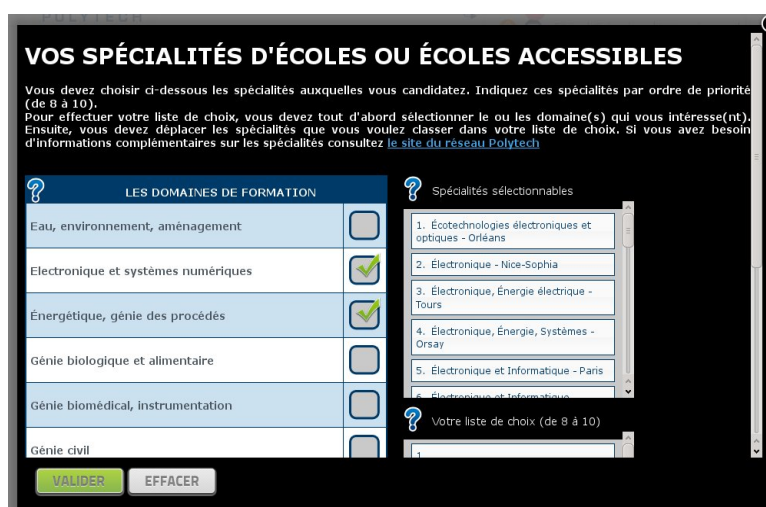 POLYTECH
VOS SPÉCIALITÉS D'ÉCOLES OU ÉCOLES ACCESSIBLES
Vous devez choisir ci-dessous les spécialités auxquelles vous candidatez. Indiquez ces spécialités par ordre de priorité
(de 8 à 10).
Pour effectuer votre liste de choix, vous devez tout d'abord sélectionner le ou les domaine(s) qui vous intéresse(nt).
Ensuite, vous devez déplacer les spécialités que vous voulez classer dans votre liste de choix. Si vous avez besoin
d'informations complémentaires sur les spécialités consultez le site du réseau Polytech
LES DOMAINES DE FORMATION
Eau, environnement, aménagement
Electronique et systèmes numériques
Énergétique, génie des procédés
Génie biologique et alimentaire
Génie biomédical, instrumentation
Génie civil
Spécialités sélectionnables
1. Écotechnologies électroniques et
optiques - Orléans
2. Électronique - Nice-Sophia
3. Électronique, Énergie électrique -
Tours
4. Électronique, Énergie, Systèmes -
Orsay
5. Électronique et Informatique - Paris
6. Électronique et Informatique
Votre liste de choix (de 8 à 10)
1
VALIDER
EFFACER